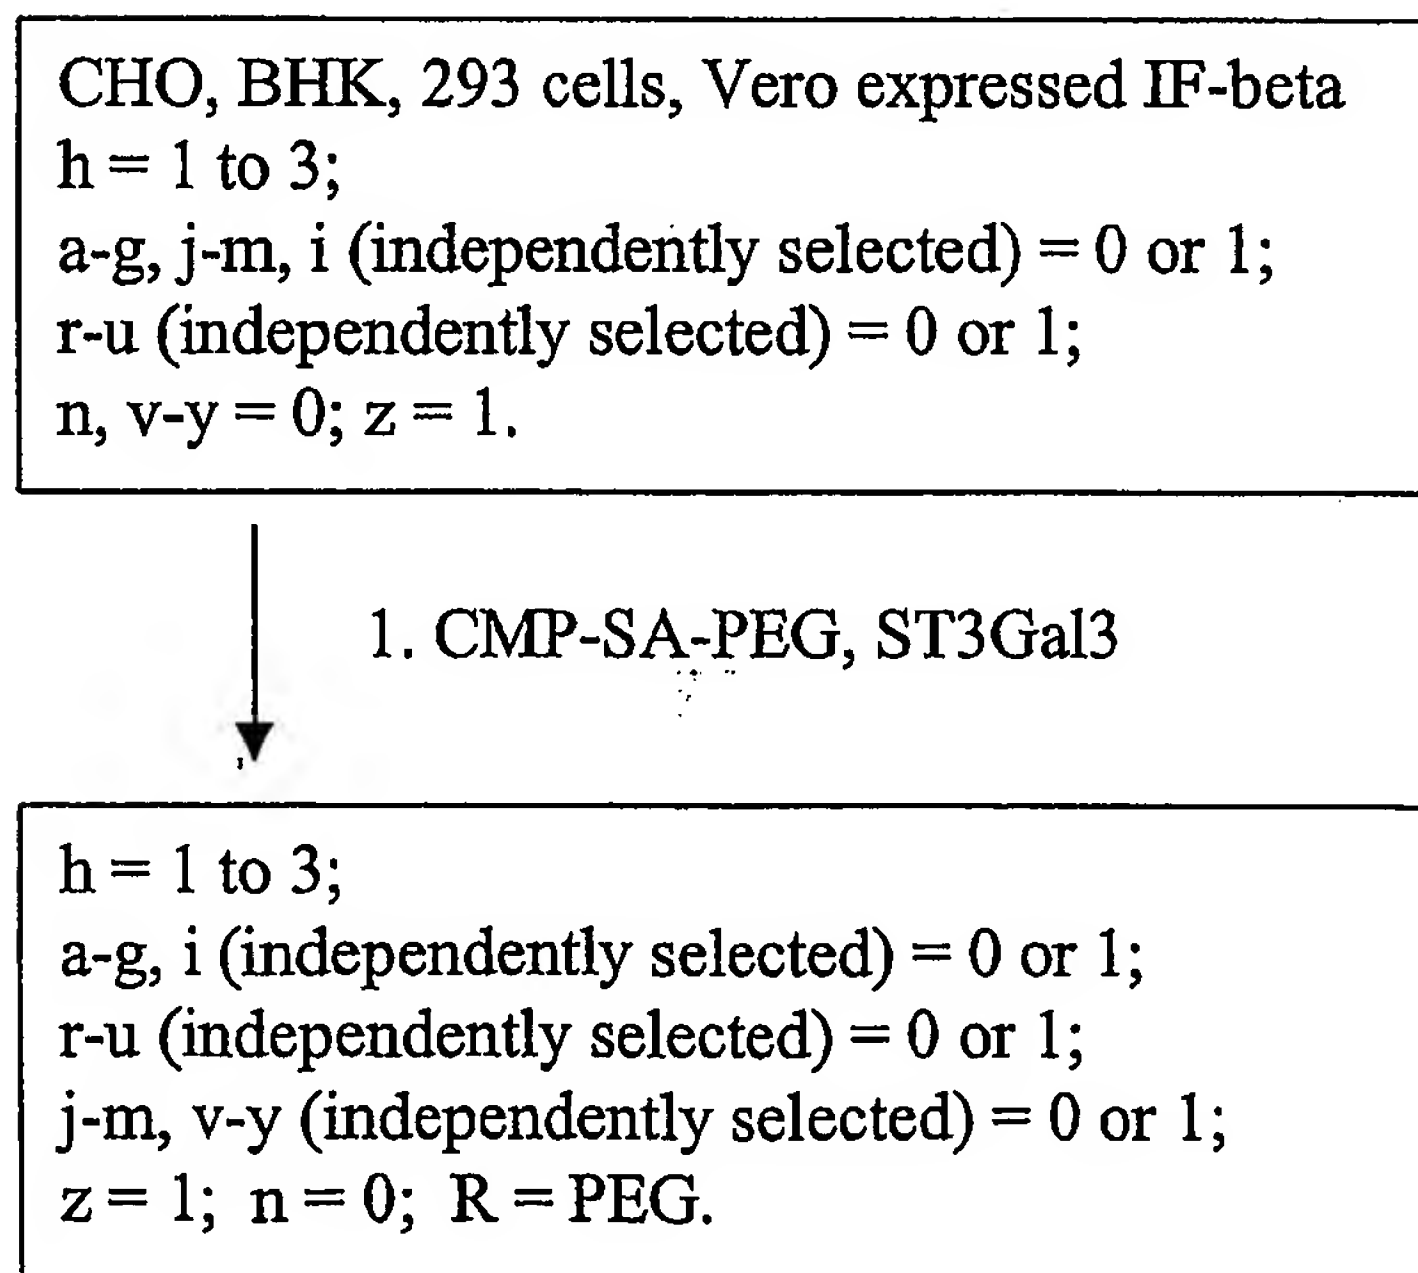 CHO, BHK, 293 cells, Vero expressed IF-beta
h = 1 to 3;
a-g, j-m, i (independently selected) = 0 or 1;
r-u (independently selected) = 0 or 1;
n, v-y = 0; z = 1.
1. CMP-SA-PEG, ST3Gal3
h = 1 to 3;
a-g, i (independently selected) = 0 or 1;
r-u (independently selected) = 0 or 1;
j-m, v-y (independently selected) = 0 or 1;
z = 1; n = 0; R = PEG.